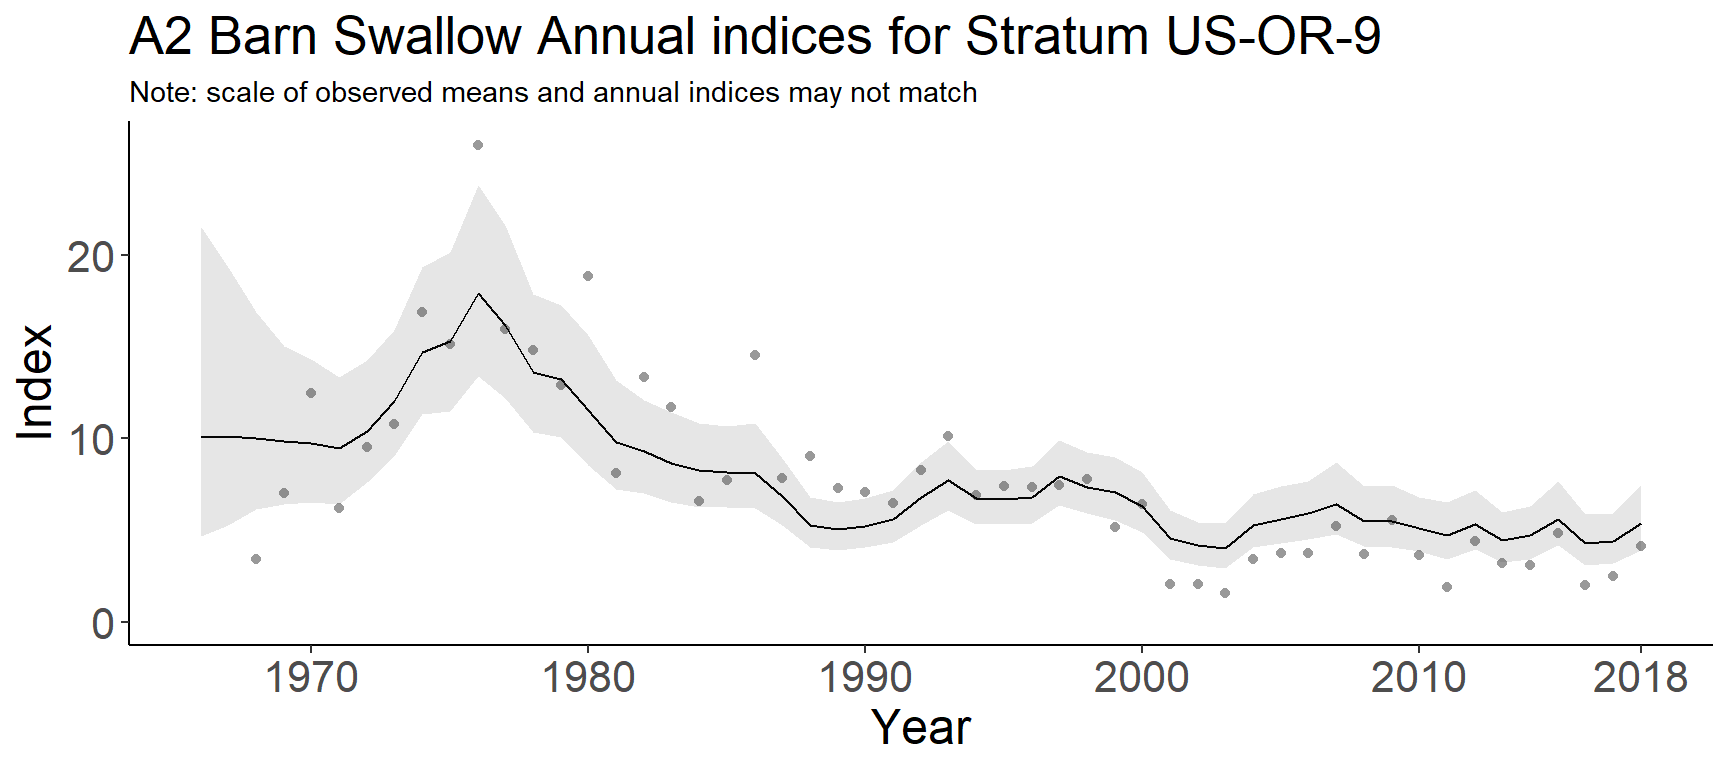 A2 Barn Swallow Annual indices for Stratum US-OR-9
Note: scale of observed means and annual indices may not match
Index
20
10
0
1970 1980 1990 2000 2010 2018
Year